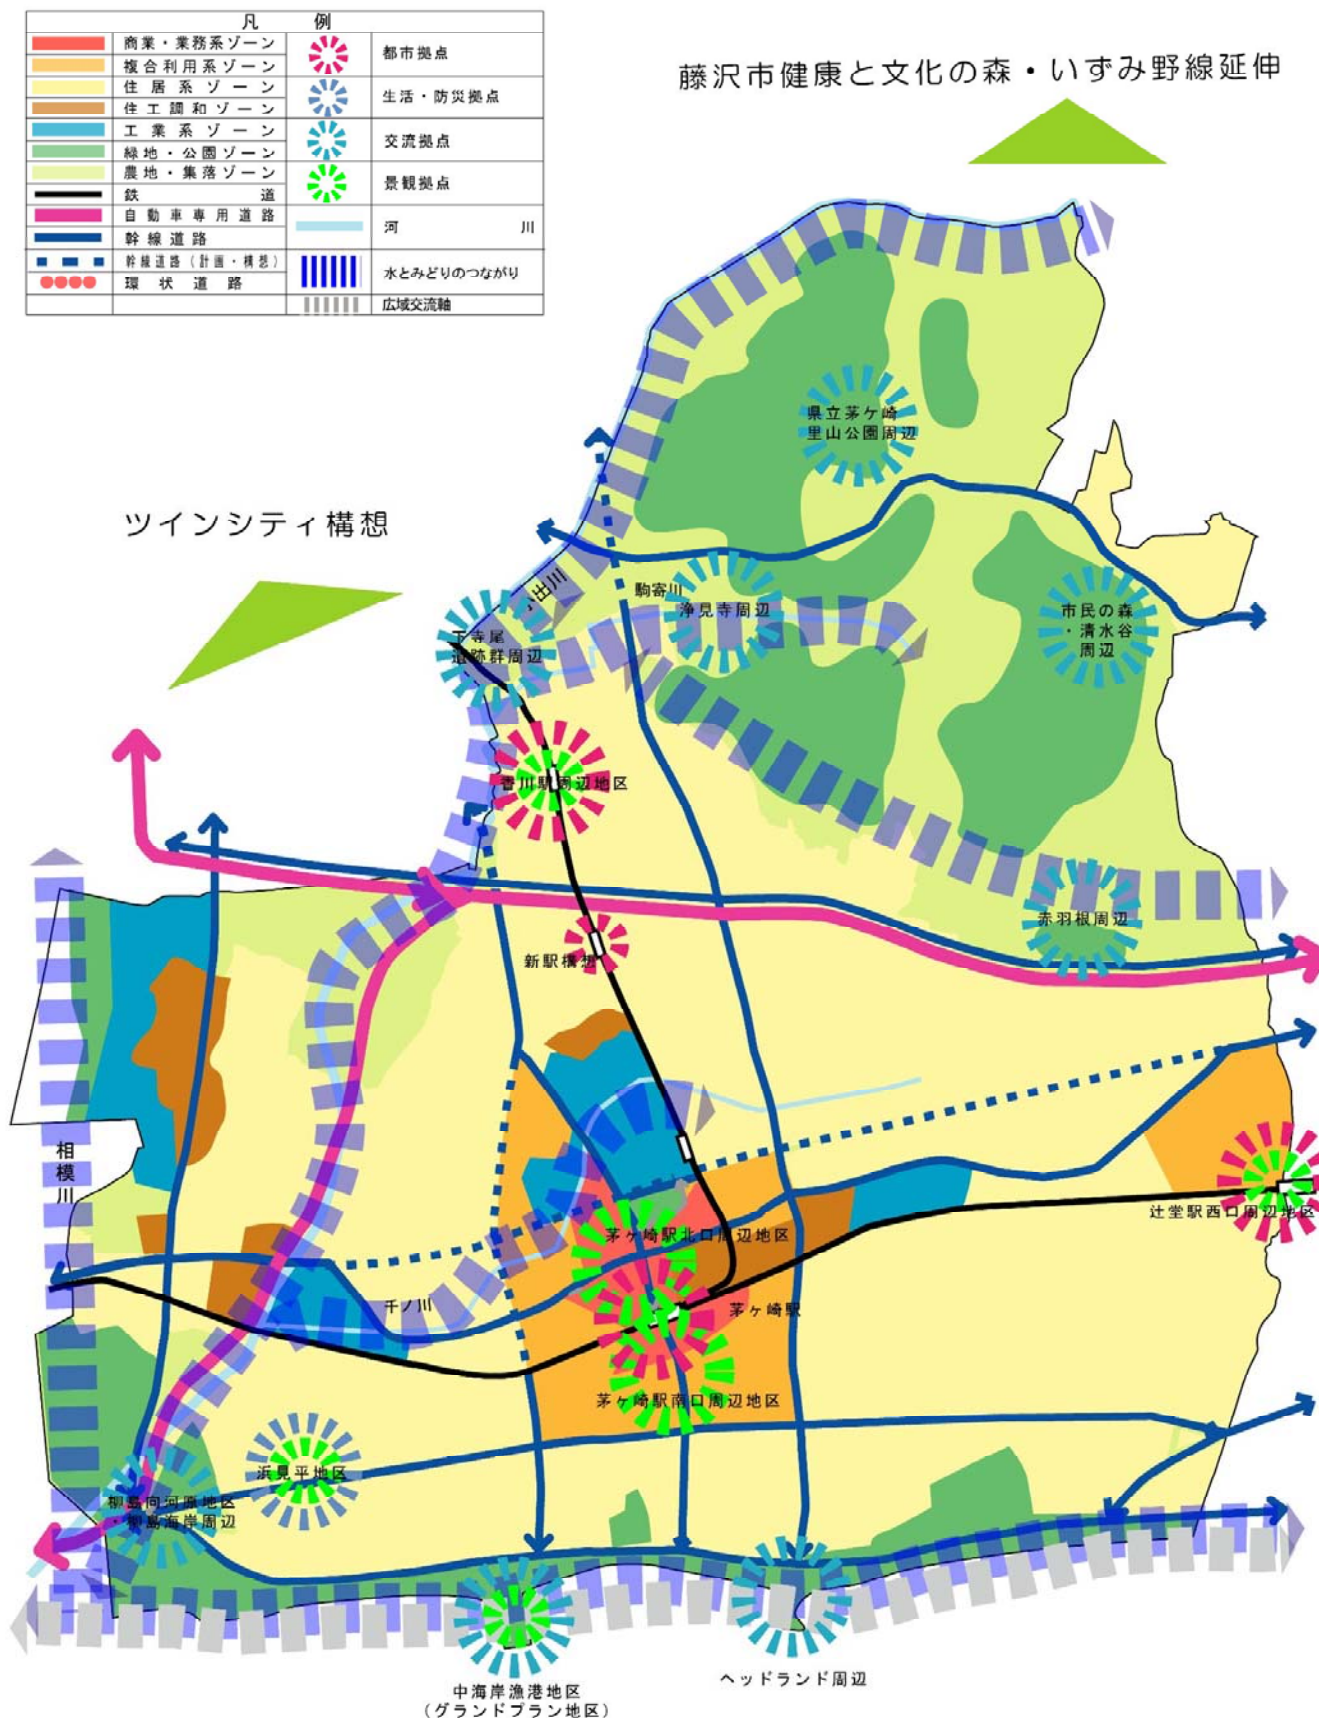 凡 例
商業・業務系ゾーン
複合利用系ゾーン
住居系ゾーン
住工調和ゾーン
工業系ゾーン
緑地・公園ゾーン
農地・集落ゾーン
鉄道
自動車専用道路
幹線道路
幹線道路（計画・構想）
環状道路
都市拠点
生活・防災拠点
交流拠点
景観拠点
河川
水とみどりのつながり
広域交流軸
藤沢市健康と文化の森・いずみ野線延伸
県立茅ケ崎
里山公園周辺
ツインシティ構想
小出川
駒寄川
浄見寺周辺
市民の森
・清水谷
周辺
下寺尾
遺跡群周辺
香川駅周辺地区
赤羽根周辺
新駅構想
相模川
辻堂駅西口周辺地区
茅ヶ崎駅北口周辺地区
千ノ川
茅ヶ崎駅
茅ヶ崎駅南口周辺地区
浜見平地区
柳島向河原地区
・柳島海岸周辺
ヘッドランド周辺
中海岸漁港地区
（グランドプラン地区）